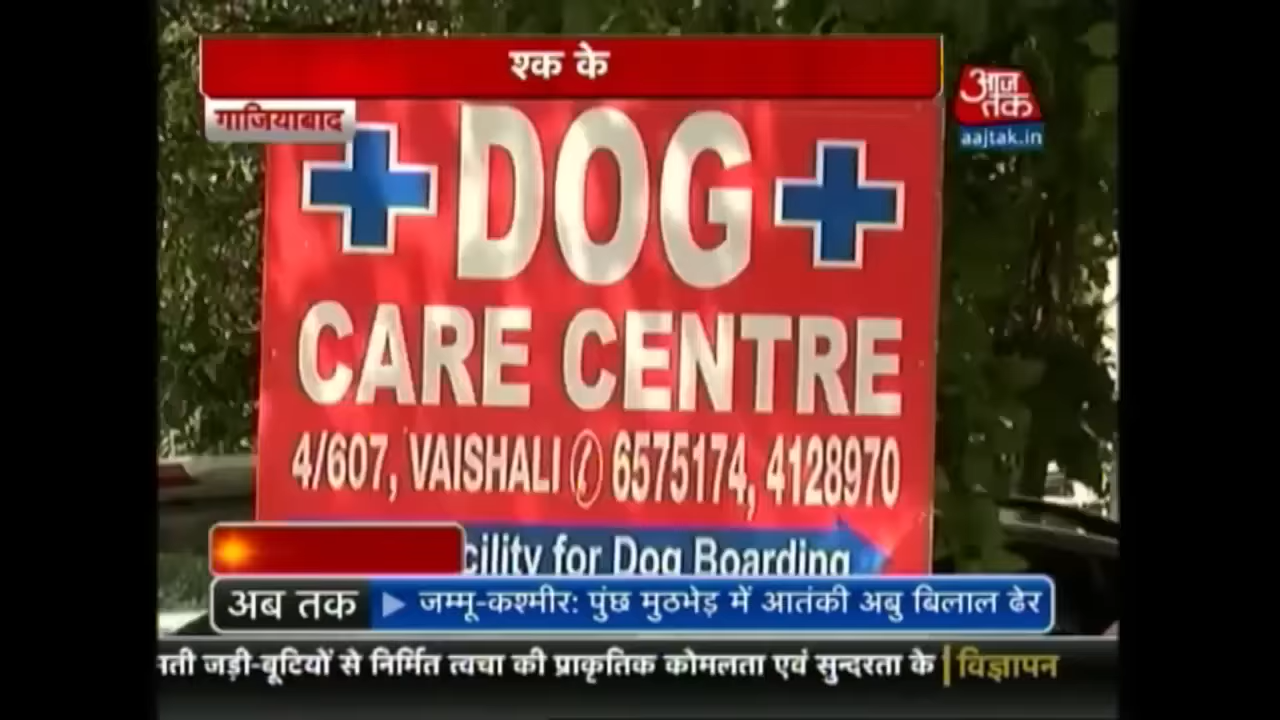 श्क के
गाजियाबाद
आज तक
aajtak.in
DOG
CARE CENTRE
4/607, VAISHALI 6575174, 4128970
cility for Dog Boarding
अब तक
जम्मू-कश्मीर: पुंछ मुठभेड़ में आतंकी अबु बिलाल ढेर
ती जड़ी-बूटियों से निर्मित त्वचा की प्राकृतिक कोमलता एवं सुन्दरता के | विज्ञापन